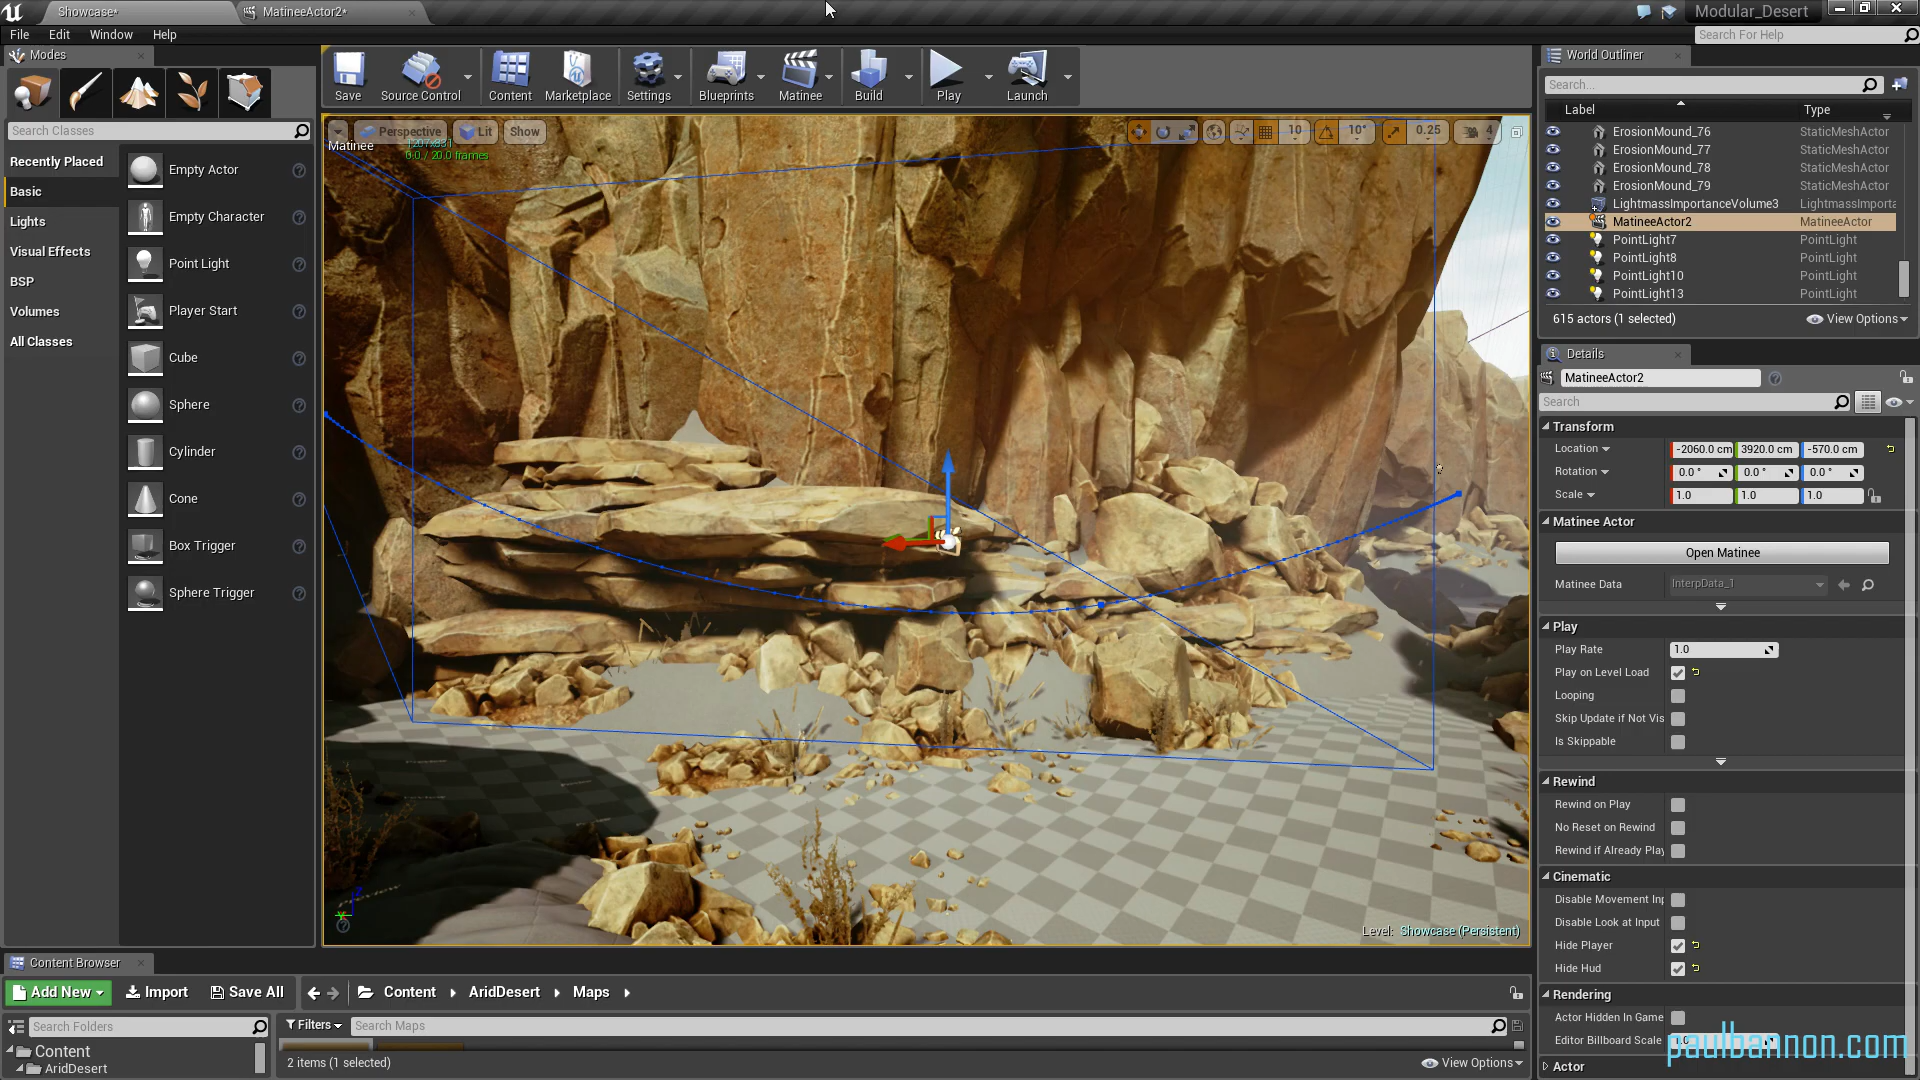 Showcase*
MatineeActor2*
Modular_Desert
File Edit Window Help
Search For Help
Modes
Save
Source Control
Content
Marketplace
Settings
Blueprints
Matinee
Build
Play
Launch
Search Classes
Recently Placed
Basic
Lights
Visual Effects
BSP
Volumes
All Classes
Empty Actor
Empty Character
Point Light
Player Start
Cube
Sphere
Cylinder
Cone
Box Trigger
Sphere Trigger
Perspective
Lit
Show
10
10°
0.25
4
Matinee
0.0 / 20.0 frames
Level: Showcase (Persistent)
World Outliner
Search...
Label Type
ErosionMound_76 StaticMeshActor
ErosionMound_77 StaticMeshActor
ErosionMound_78 StaticMeshActor
ErosionMound_79 StaticMeshActor
LightmassImportanceVolume3 LightmassImporta
MatineeActor2 MatineeActor
PointLight7 PointLight
PointLight8 PointLight
PointLight10 PointLight
PointLight13 PointLight
615 actors (1 selected)
View Options
Details
MatineeActor2
Search
Transform
Location -2060.0 cm 3920.0 cm -570.0 cm
Rotation 0.0 ° 0.0 ° 0.0 °
Scale 1.0 1.0 1.0
Matinee Actor
Open Matinee
Matinee Data InterpData_1
Play
Play Rate 1.0
Play on Level Load
Looping
Skip Update if Not Vis
Is Skippable
Rewind
Rewind on Play
No Reset on Rewind
Rewind if Already Play
Cinematic
Disable Movement Inp
Disable Look at Input
Hide Player
Hide Hud
Rendering
Actor Hidden In Game
Editor Billboard Scale
Actor
paulbannon.com
Content Browser
Add New
Import
Save All
Content
AridDesert
Maps
Search Folders
Filters
Search Maps
Content
AridDesert
2 items (1 selected)
View Options